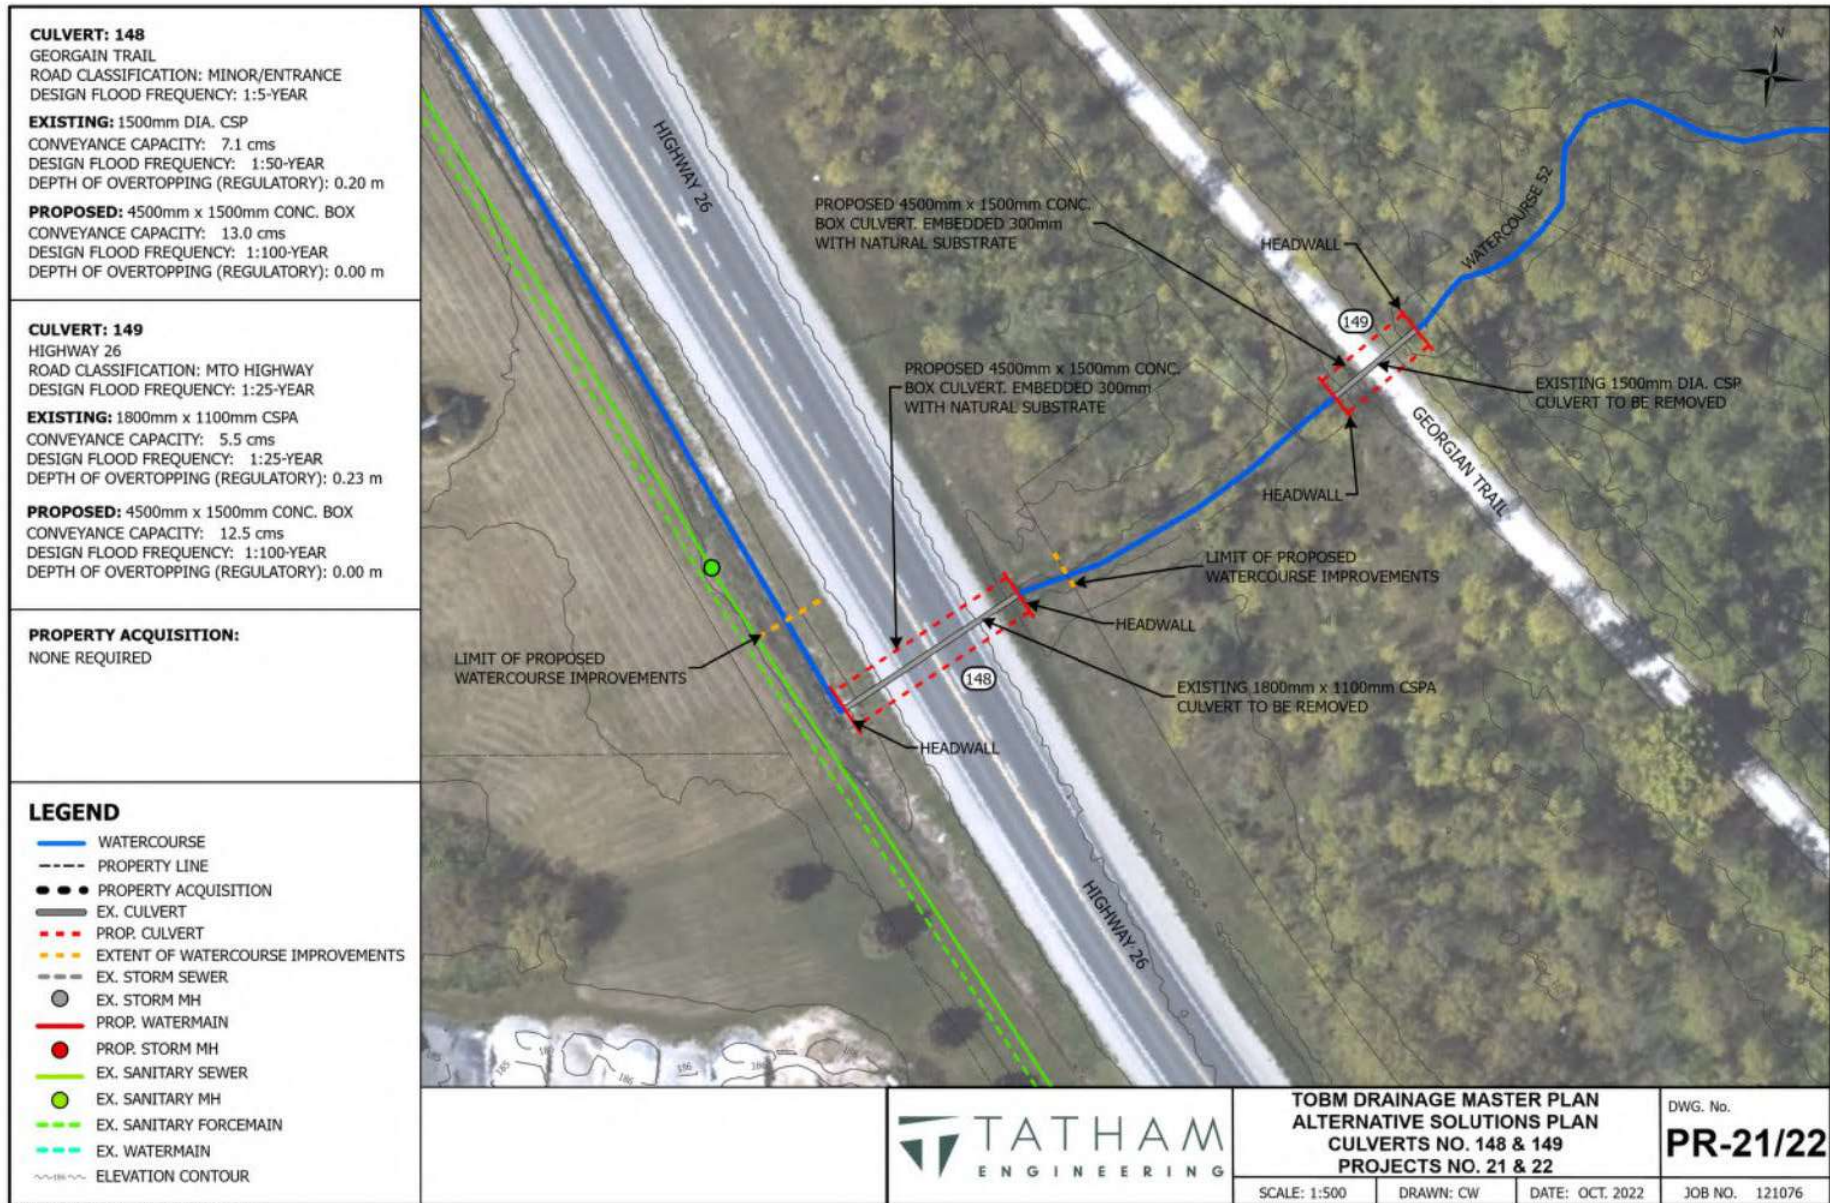 CULVERT: 148
GEORGAIN TRAIL
ROAD CLASSIFICATION: MINOR/ENTRANCE
DESIGN FLOOD FREQUENCY: 1:5-YEAR
EXISTING: 1500mm DIA. CSP
CONVEYANCE CAPACITY: 7.1 cms
DESIGN FLOOD FREQUENCY: 1:50-YEAR
DEPTH OF OVERTOPPING (REGULATORY): 0.20 m
PROPOSED: 4500mm x 1500mm CONC. BOX
CONVEYANCE CAPACITY: 13.0 cms
DESIGN FLOOD FREQUENCY: 1:100-YEAR
DEPTH OF OVERTOPPING (REGULATORY): 0.00 m
CULVERT: 149
HIGHWAY 26
ROAD CLASSIFICATION: MTO HIGHWAY
DESIGN FLOOD FREQUENCY: 1:25-YEAR
EXISTING: 1800mm x 1100mm CSPA
CONVEYANCE CAPACITY: 5.5 cms
DESIGN FLOOD FREQUENCY: 1:25-YEAR
DEPTH OF OVERTOPPING (REGULATORY): 0.23 m
PROPOSED: 4500mm x 1500mm CONC. BOX
CONVEYANCE CAPACITY: 12.5 cms
DESIGN FLOOD FREQUENCY: 1:100-YEAR
DEPTH OF OVERTOPPING (REGULATORY): 0.00 m
PROPERTY ACQUISITION:
NONE REQUIRED
LEGEND
WATERCOURSE
PROPERTY LINE
PROPERTY ACQUISITION
EX. CULVERT
PROP. CULVERT
EXTENT OF WATERCOURSE IMPROVEMENTS
EX. STORM SEWER
EX. STORM MH
PROP. WATERMAIN
PROP. STORM MH
EX. SANITARY SEWER
EX. SANITARY MH
EX. SANITARY FORCEMAIN
EX. WATERMAIN
ELEVATION CONTOUR
N
HIGHWAY 26
PROPOSED 4500mm x 1500mm CONC.
BOX CULVERT. EMBEDDED 300mm
WITH NATURAL SUBSTRATE
HEADWALL
WATERCOURSE 52
149
PROPOSED 4500mm x 1500mm CONC.
BOX CULVERT. EMBEDDED 300mm
WITH NATURAL SUBSTRATE
EXISTING 1500mm DIA. CSP
CULVERT TO BE REMOVED
GEORGIAN TRAIL
HEADWALL
LIMIT OF PROPOSED
WATERCOURSE IMPROVEMENTS
HEADWALL
LIMIT OF PROPOSED
WATERCOURSE IMPROVEMENTS
148
EXISTING 1800mm x 1100mm CSPA
CULVERT TO BE REMOVED
HEADWALL
HIGHWAY 26
185
186
186
186
TATHAM
ENGINEERING
TOBM DRAINAGE MASTER PLAN
ALTERNATIVE SOLUTIONS PLAN
CULVERTS NO. 148 & 149
PROJECTS NO. 21 & 22
DWG. No.
PR-21/22
SCALE: 1:500
DRAWN: CW
DATE: OCT. 2022
JOB NO. 121076